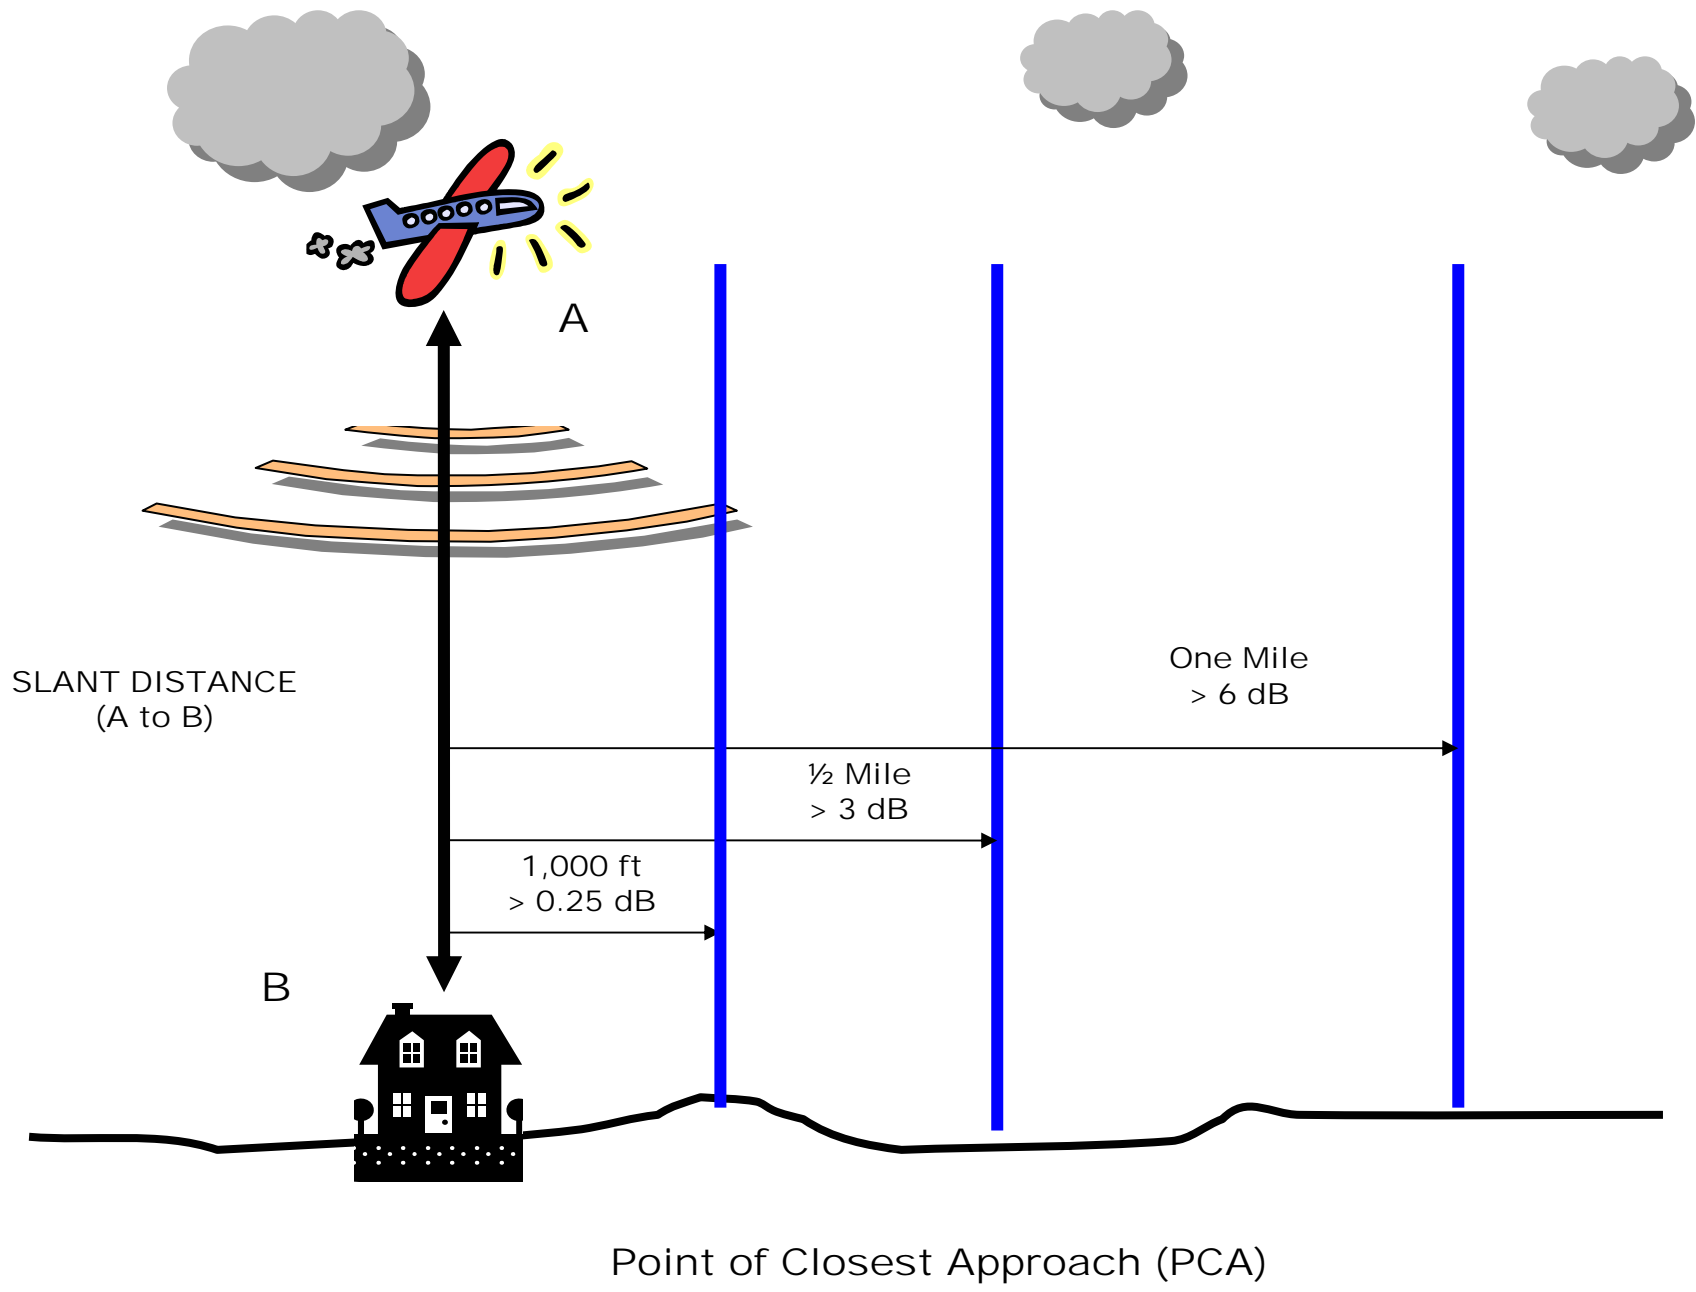 A
SLANT DISTANCE
(A to B)
One Mile
> 6 dB
½ Mile
> 3 dB
1,000 ft
> 0.25 dB
B
Point of Closest Approach (PCA)